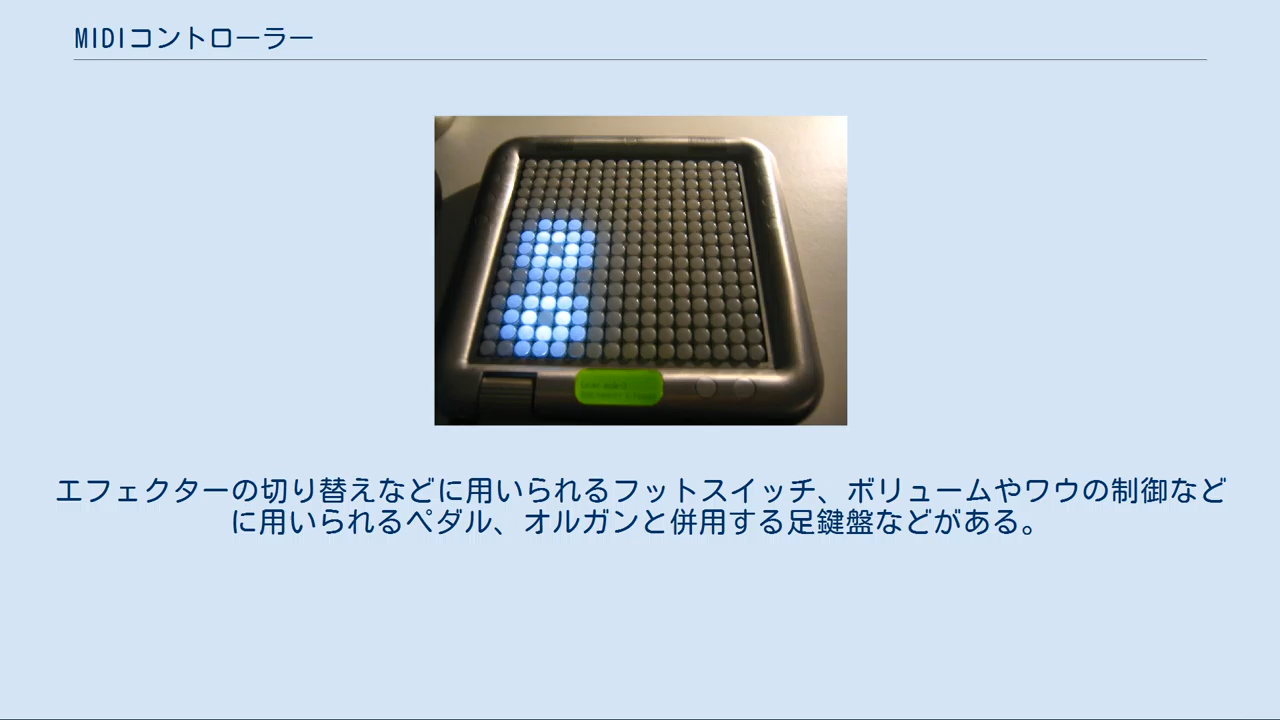 MIDIコントローラー
エフェクターの切り替えなどに用いられるフットスイッチ、ボリュームやワウの制御など
に用いられるペダル、オルガンと併用する足鍵盤などがある。